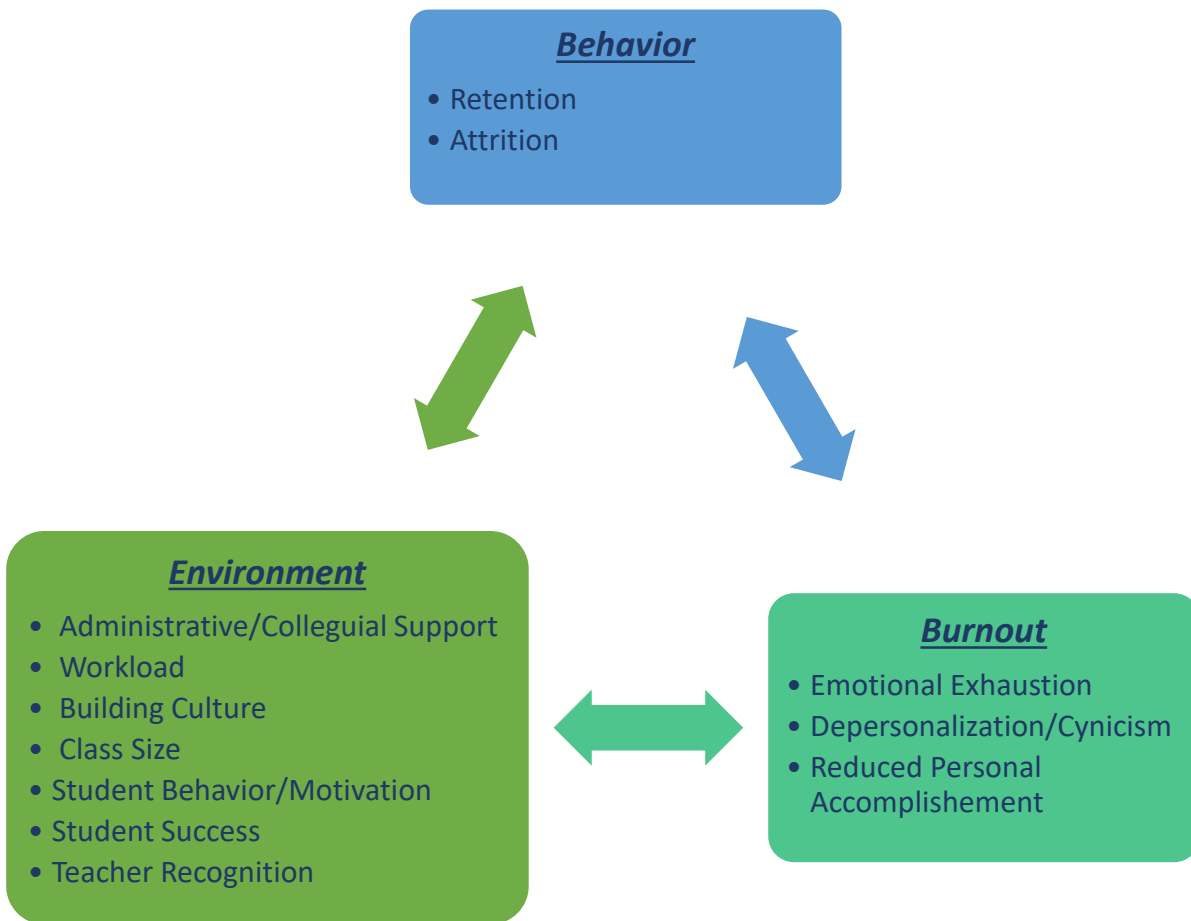 Behavior
• Retention
• Attrition
Environment
• Administrative/Colleguial Support
• Workload
• Building Culture
• Class Size
• Student Behavior/Motivation
• Student Success
• Teacher Recognition
Burnout
• Emotional Exhaustion
• Depersonalization/Cynicism
• Reduced Personal
Accomplishement